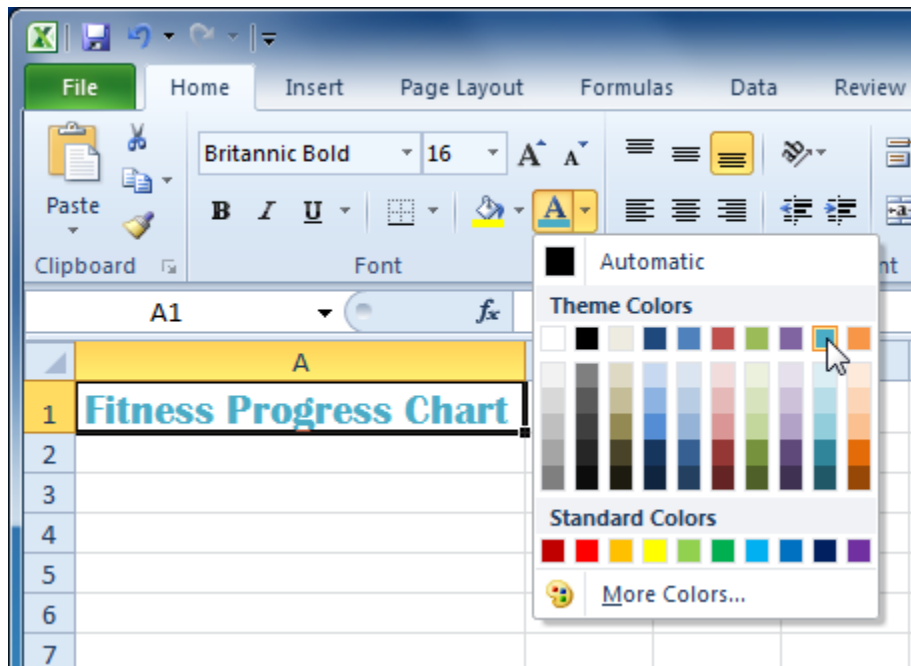 File Home Insert Page Layout Formulas Data Review
Britannic Bold 16 A A
Paste B I U A
Clipboard Font nt
Automatic
A1 fx
Theme Colors
A
1 Fitness Progress Chart
2
3
4
Standard Colors
5
More Colors...
6
7